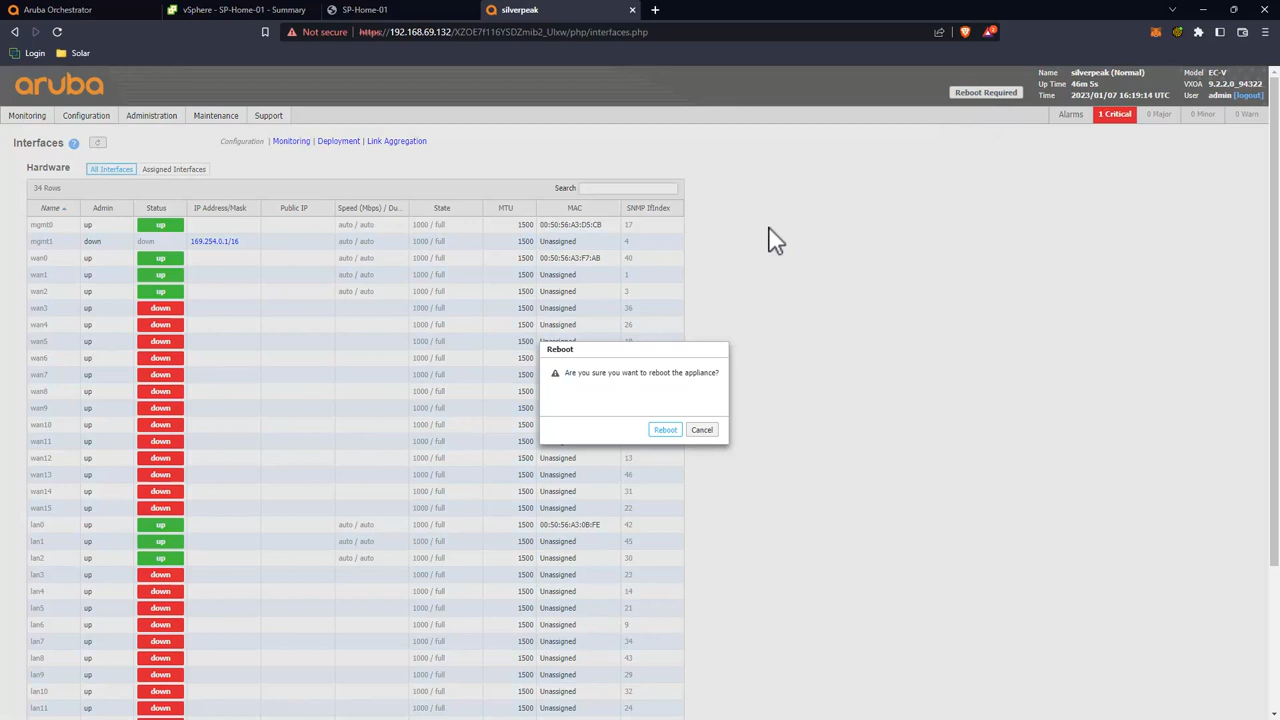 Aruba Orchestrator
vSphere - SP-Home-01 - Summary
SP-Home-01
silverpeak
Not secure
https://192.168.69.132/XZOE7f116YSDZmib2_Ulxw/php/interfaces.php
2
Login
Solar
aruba
Reboot Required
Name silverpeak (Normal) Model EC-V
Up Time 46m 5s VXOA 9.2.2.0_94322
Time 2023/01/07 16:19:14 UTC User admin [logout]
Monitoring Configuration Administration Maintenance Support
Alarms 1 Critical 0 Major 0 Minor 0 Warn
Interfaces ? Configuration | Monitoring | Deployment | Link Aggregation
Hardware All Interfaces Assigned Interfaces
34 Rows Search
Name Admin Status IP Address/Mask Public IP Speed (Mbps) / Du... State MTU MAC SNMP IfIndex
mgmt0 up up auto / auto 1000 / full 1500 00:50:56:A3:D5:CB 17
mgmt1 down down 169.254.0.1/16 auto / auto 1000 / full 1500 Unassigned 4
wan0 up up auto / auto 1000 / full 1500 00:50:56:A3:F7:AB 40
wan1 up up auto / auto 1000 / full 1500 Unassigned 1
wan2 up up auto / auto 1000 / full 1500 Unassigned 3
wan3 up down 1000 / full 1500 Unassigned 36
wan4 up down 1000 / full 1500 Unassigned 26
wan5 up down 1000 / full 1500
wan6 up down 1000 / full 1500
wan7 up down 1000 / full 1500
wan8 up down 1000 / full 1500
wan9 up down 1000 / full 1500
wan10 up down 1000 / full 1500
wan11 up down 1000 / full 1500
Reboot
Are you sure you want to reboot the appliance?
Reboot Cancel
wan12 up down 1000 / full 1500 Unassigned 13
wan13 up down 1000 / full 1500 Unassigned 46
wan14 up down 1000 / full 1500 Unassigned 31
wan15 up down 1000 / full 1500 Unassigned 22
lan0 up up auto / auto 1000 / full 1500 00:50:56:A3:0B:FE 42
lan1 up up auto / auto 1000 / full 1500 Unassigned 45
lan2 up up auto / auto 1000 / full 1500 Unassigned 30
lan3 up down 1000 / full 1500 Unassigned 23
lan4 up down 1000 / full 1500 Unassigned 14
lan5 up down 1000 / full 1500 Unassigned 21
lan6 up down 1000 / full 1500 Unassigned 9
lan7 up down 1000 / full 1500 Unassigned 34
lan8 up down 1000 / full 1500 Unassigned 43
lan9 up down 1000 / full 1500 Unassigned 29
lan10 up down 1000 / full 1500 Unassigned 32
lan11 up down 1000 / full 1500 Unassigned 24